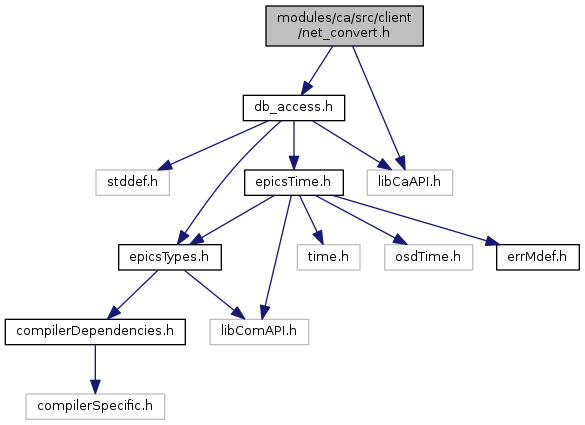 modules/ca/src/client
/net_convert.h
db_access.h
stddef.h
epicsTime.h
libCaAPI.h
epicsTypes.h
time.h
osdTime.h
errMdef.h
compilerDependencies.h
libComAPI.h
compilerSpecific.h